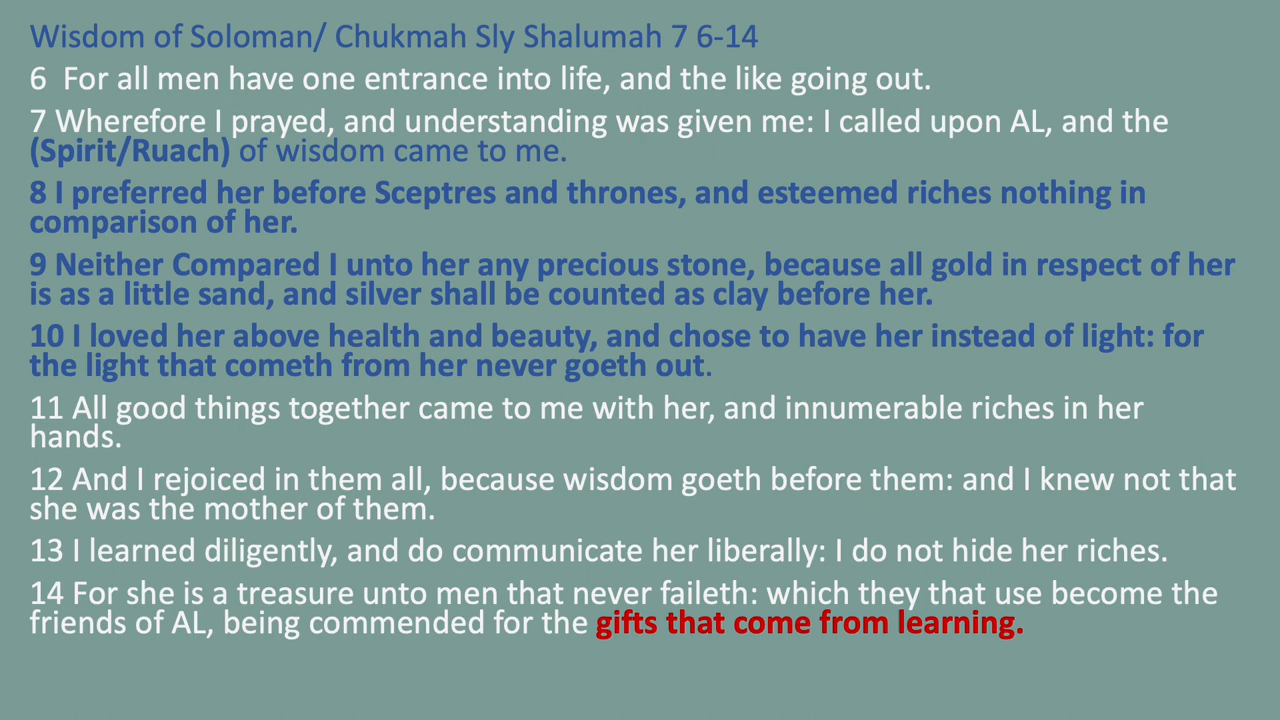 Wisdom of Soloman/ Chukmah Sly Shalumah 7 6-14
6  For all men have one entrance into life, and the like going out.
7 Wherefore I prayed, and understanding was given me: I called upon AL, and the
(Spirit/Ruach) of wisdom came to me.
8 I preferred her before Sceptres and thrones, and esteemed riches nothing in
comparison of her.
9 Neither Compared I unto her any precious stone, because all gold in respect of her
is as a little sand, and silver shall be counted as clay before her.
10 I loved her above health and beauty, and chose to have her instead of light: for
the light that cometh from her never goeth out.
11 All good things together came to me with her, and innumerable riches in her
hands.
12 And I rejoiced in them all, because wisdom goeth before them: and I knew not that
she was the mother of them.
13 I learned diligently, and do communicate her liberally: I do not hide her riches.
14 For she is a treasure unto men that never faileth: which they that use become the
friends of AL, being commended for the gifts that come from learning.